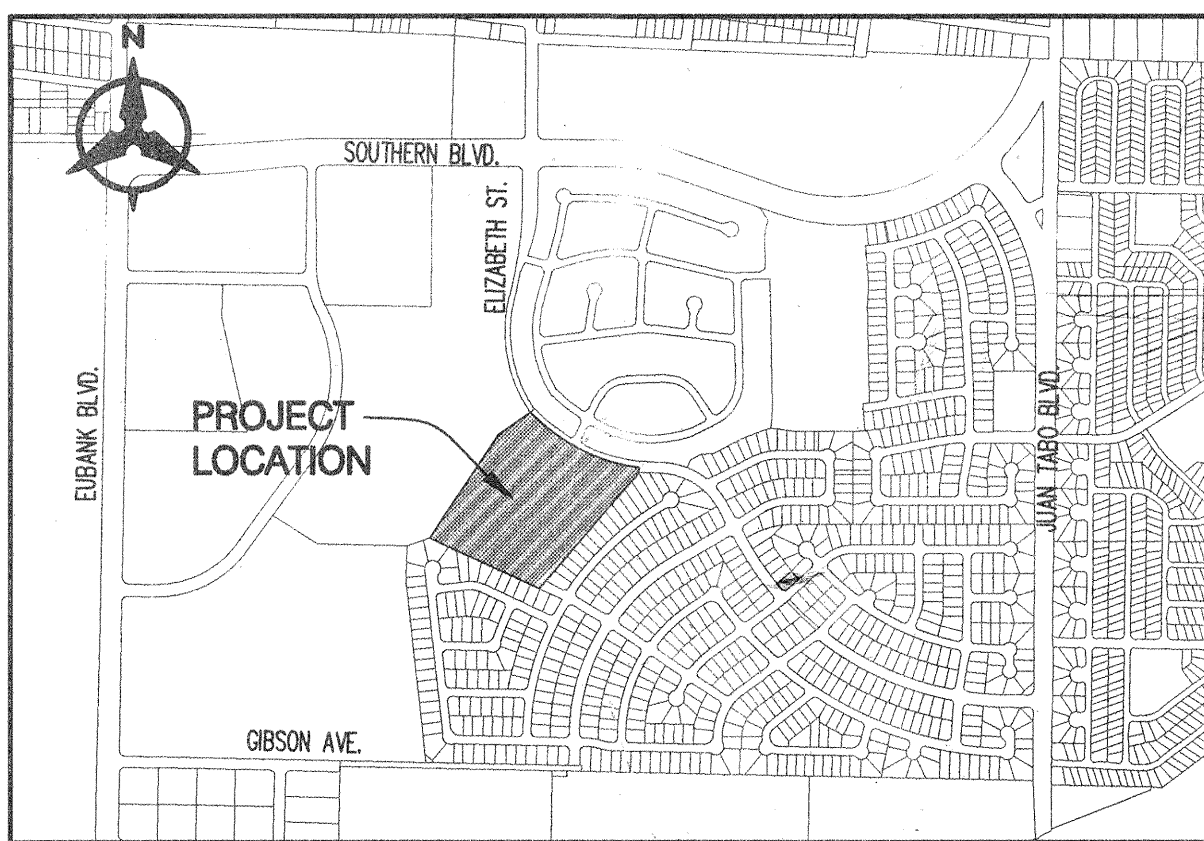 N
SOUTHERN BLVD.
ELIZABETH ST.
EUBANK BLVD.
PROJECT
LOCATION
JUAN TABO BLVD.
GIBSON AVE.